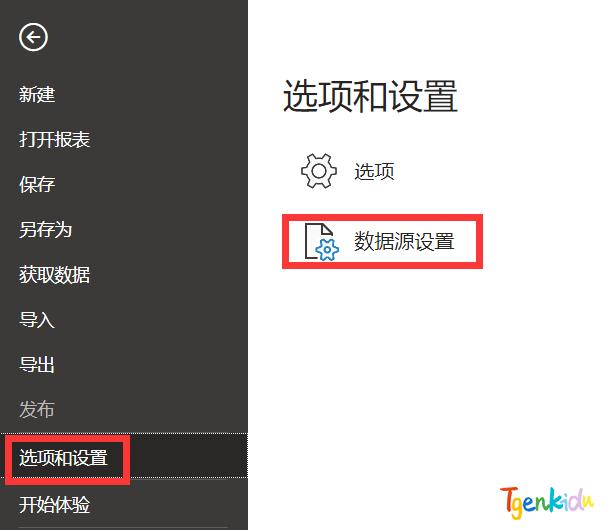 新建
打开报表
保存
另存为
获取数据
导入
导出
发布
选项和设置
开始体验
选项和设置
选项
数据源设置
Tgenkidu